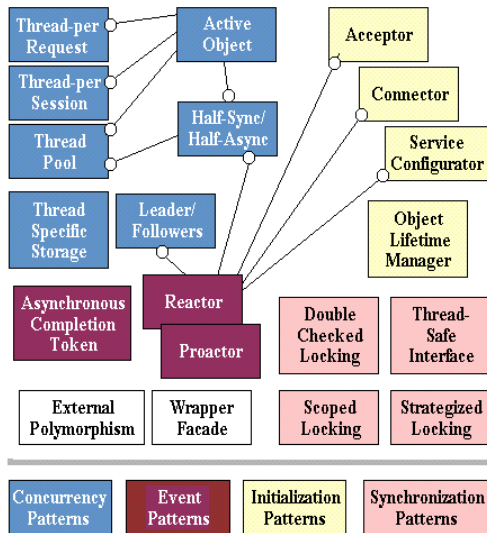 Thread-per
Request
Active
Object
Acceptor
Thread-per
Session
Connector
Half-Sync/
Half-Async
Thread
Pool
Service
Configurator
Thread
Specific
Storage
Leader/
Followers
Object
Lifetime
Manager
Asynchronous
Completion
Token
Reactor
Proactor
Double
Checked
Locking
Thread-
Safe
Interface
External
Polymorphism
Wrapper
Facade
Scoped
Locking
Strategized
Locking
Concurrency
Patterns
Event
Patterns
Initialization
Patterns
Synchronization
Patterns